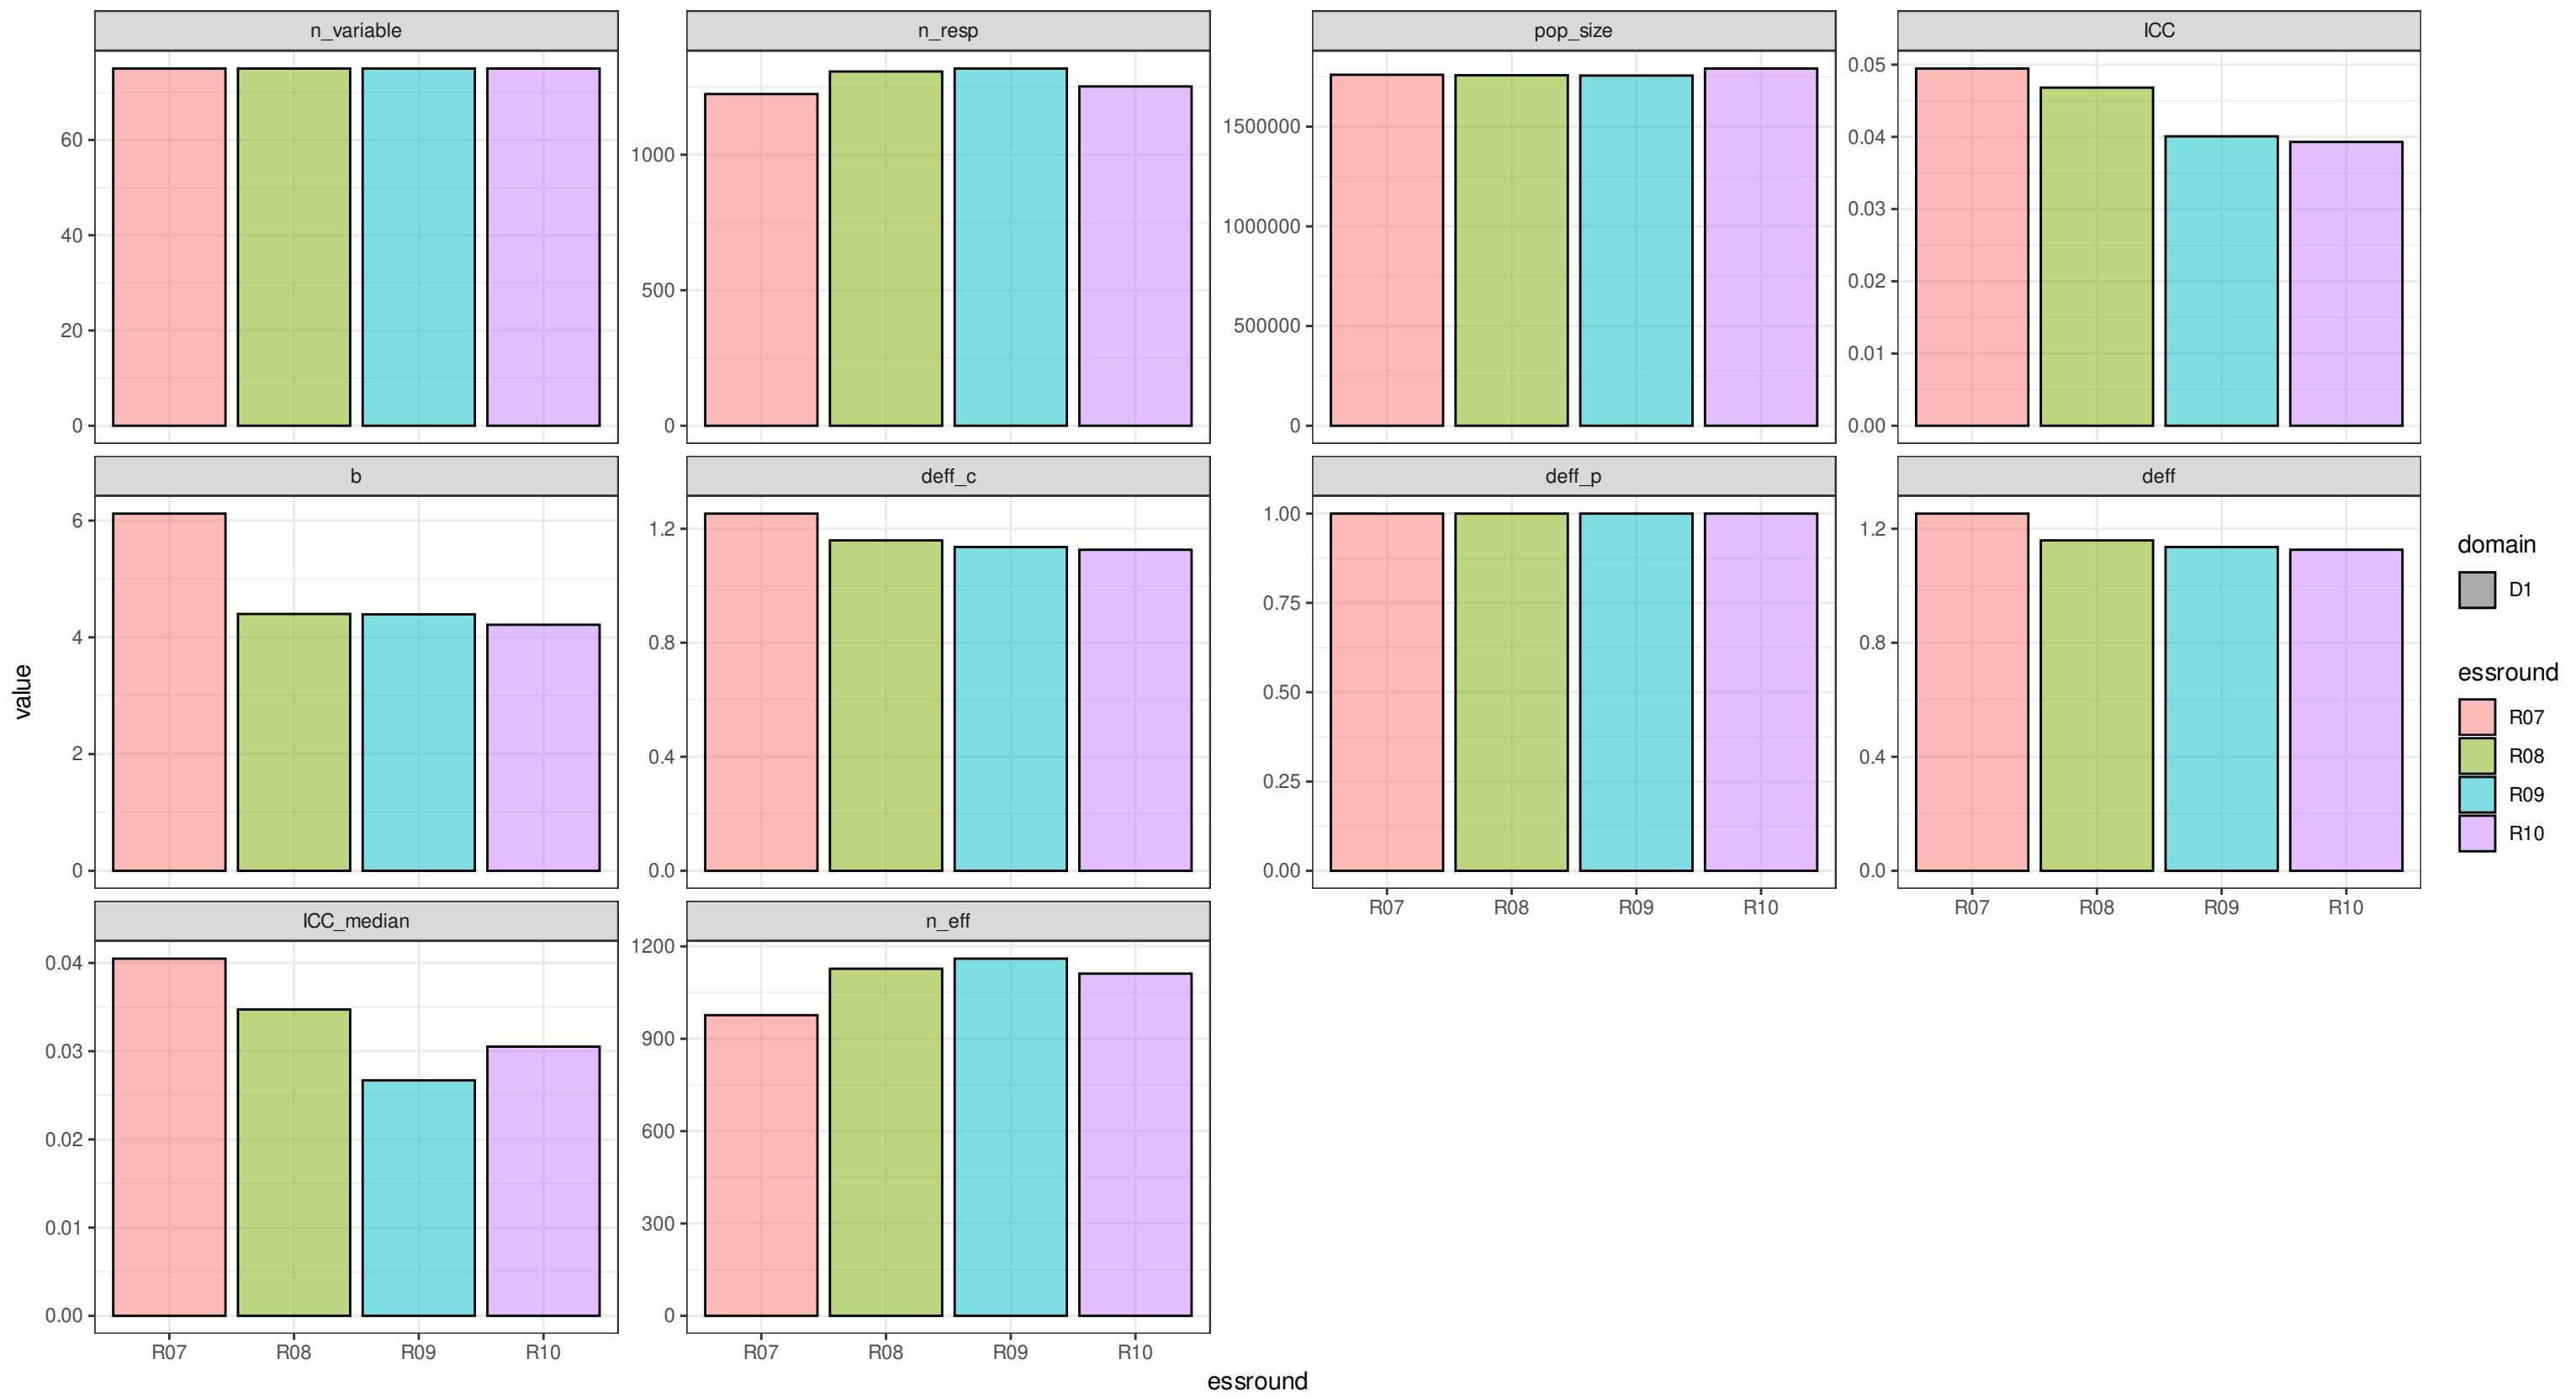 n_variable
n_resp
pop_size
ICC
60
40
20
0
1000
500
0
1500000
1000000
500000
0
0.05
0.04
0.03
0.02
0.01
0.00
b
deff_c
deff_p
deff
6
4
2
0
1.2
0.8
0.4
0.0
1.00
0.75
0.50
0.25
0.00
R07 R08 R09 R10
1.2
0.8
0.4
0.0
R07 R08 R09 R10
ICC_median
n_eff
0.04
0.03
0.02
0.01
0.00
R07 R08 R09 R10
1200
900
600
300
0
R07 R08 R09 R10
value
essround
domain
D1
essround
R07
R08
R09
R10